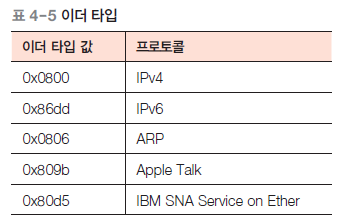 표 4-5 이더 타입
이더 타입 값 프로토콜
0x0800 IPv4
0x86dd IPv6
0x0806 ARP
0x809b Apple Talk
0x80d5 IBM SNA Service on Ether